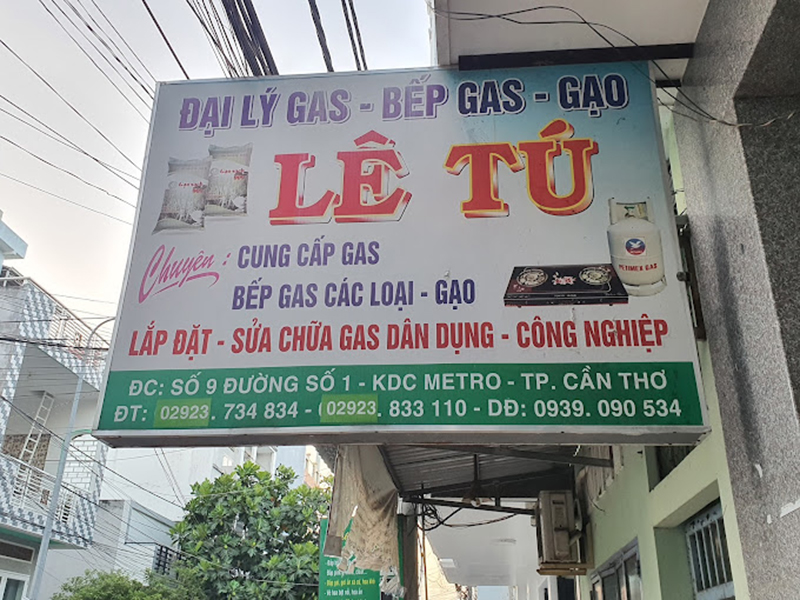 ĐẠI LÝ GAS - BẾP GAS - GẠO
LÊ TÚ
Chuyên : CUNG CẤP GAS
BẾP GAS CÁC LOẠI - GẠO
PETIMEX GAS
LẮP ĐẶT - SỬA CHỮA GAS DÂN DỤNG - CÔNG NGHIỆP
ĐC: SỐ 9 ĐƯỜNG SỐ 1 - KDC METRO - TP. CẦN THƠ
ĐT: 02923. 734 834 - 02923. 833 110 - DĐ: 0939. 090 534